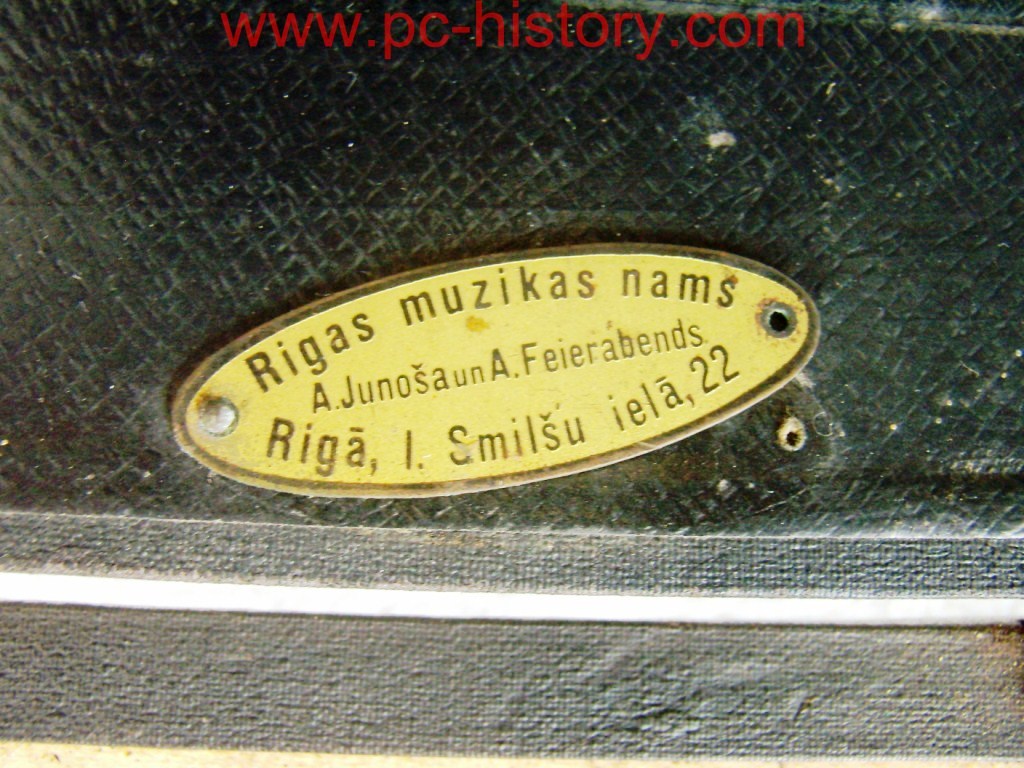 www.pc-history.com
Rigas muzikas nams
A. Junoša un A. Feierabends
Rigā, l. Smilšu ielā, 22